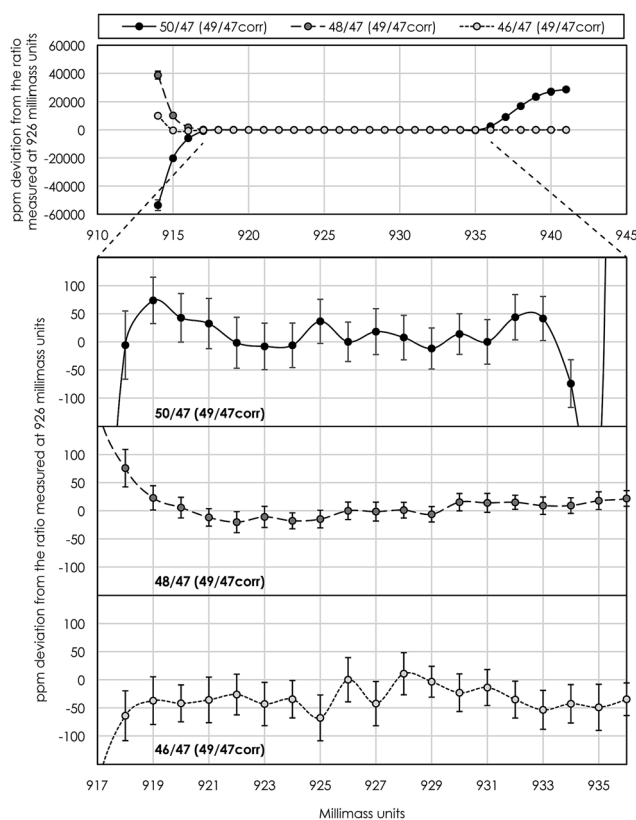 50/47 (49/47corr) 48/47 (49/47corr) 46/47 (49/47corr)
ppm deviation from the ratio
measured at 926 millimass units
60000
40000
20000
0
-20000
-40000
-60000
910 915 920 925 930 935 940 945
ppm deviation from the ratio measured at 926 millimass units
100
50
0
-50
-100
50/47 (49/47corr)
100
50
0
-50
-100
48/47 (49/47corr)
100
50
0
-50
-100
46/47 (49/47corr)
917 919 921 923 925 927 929 931 933 935
Millimass units